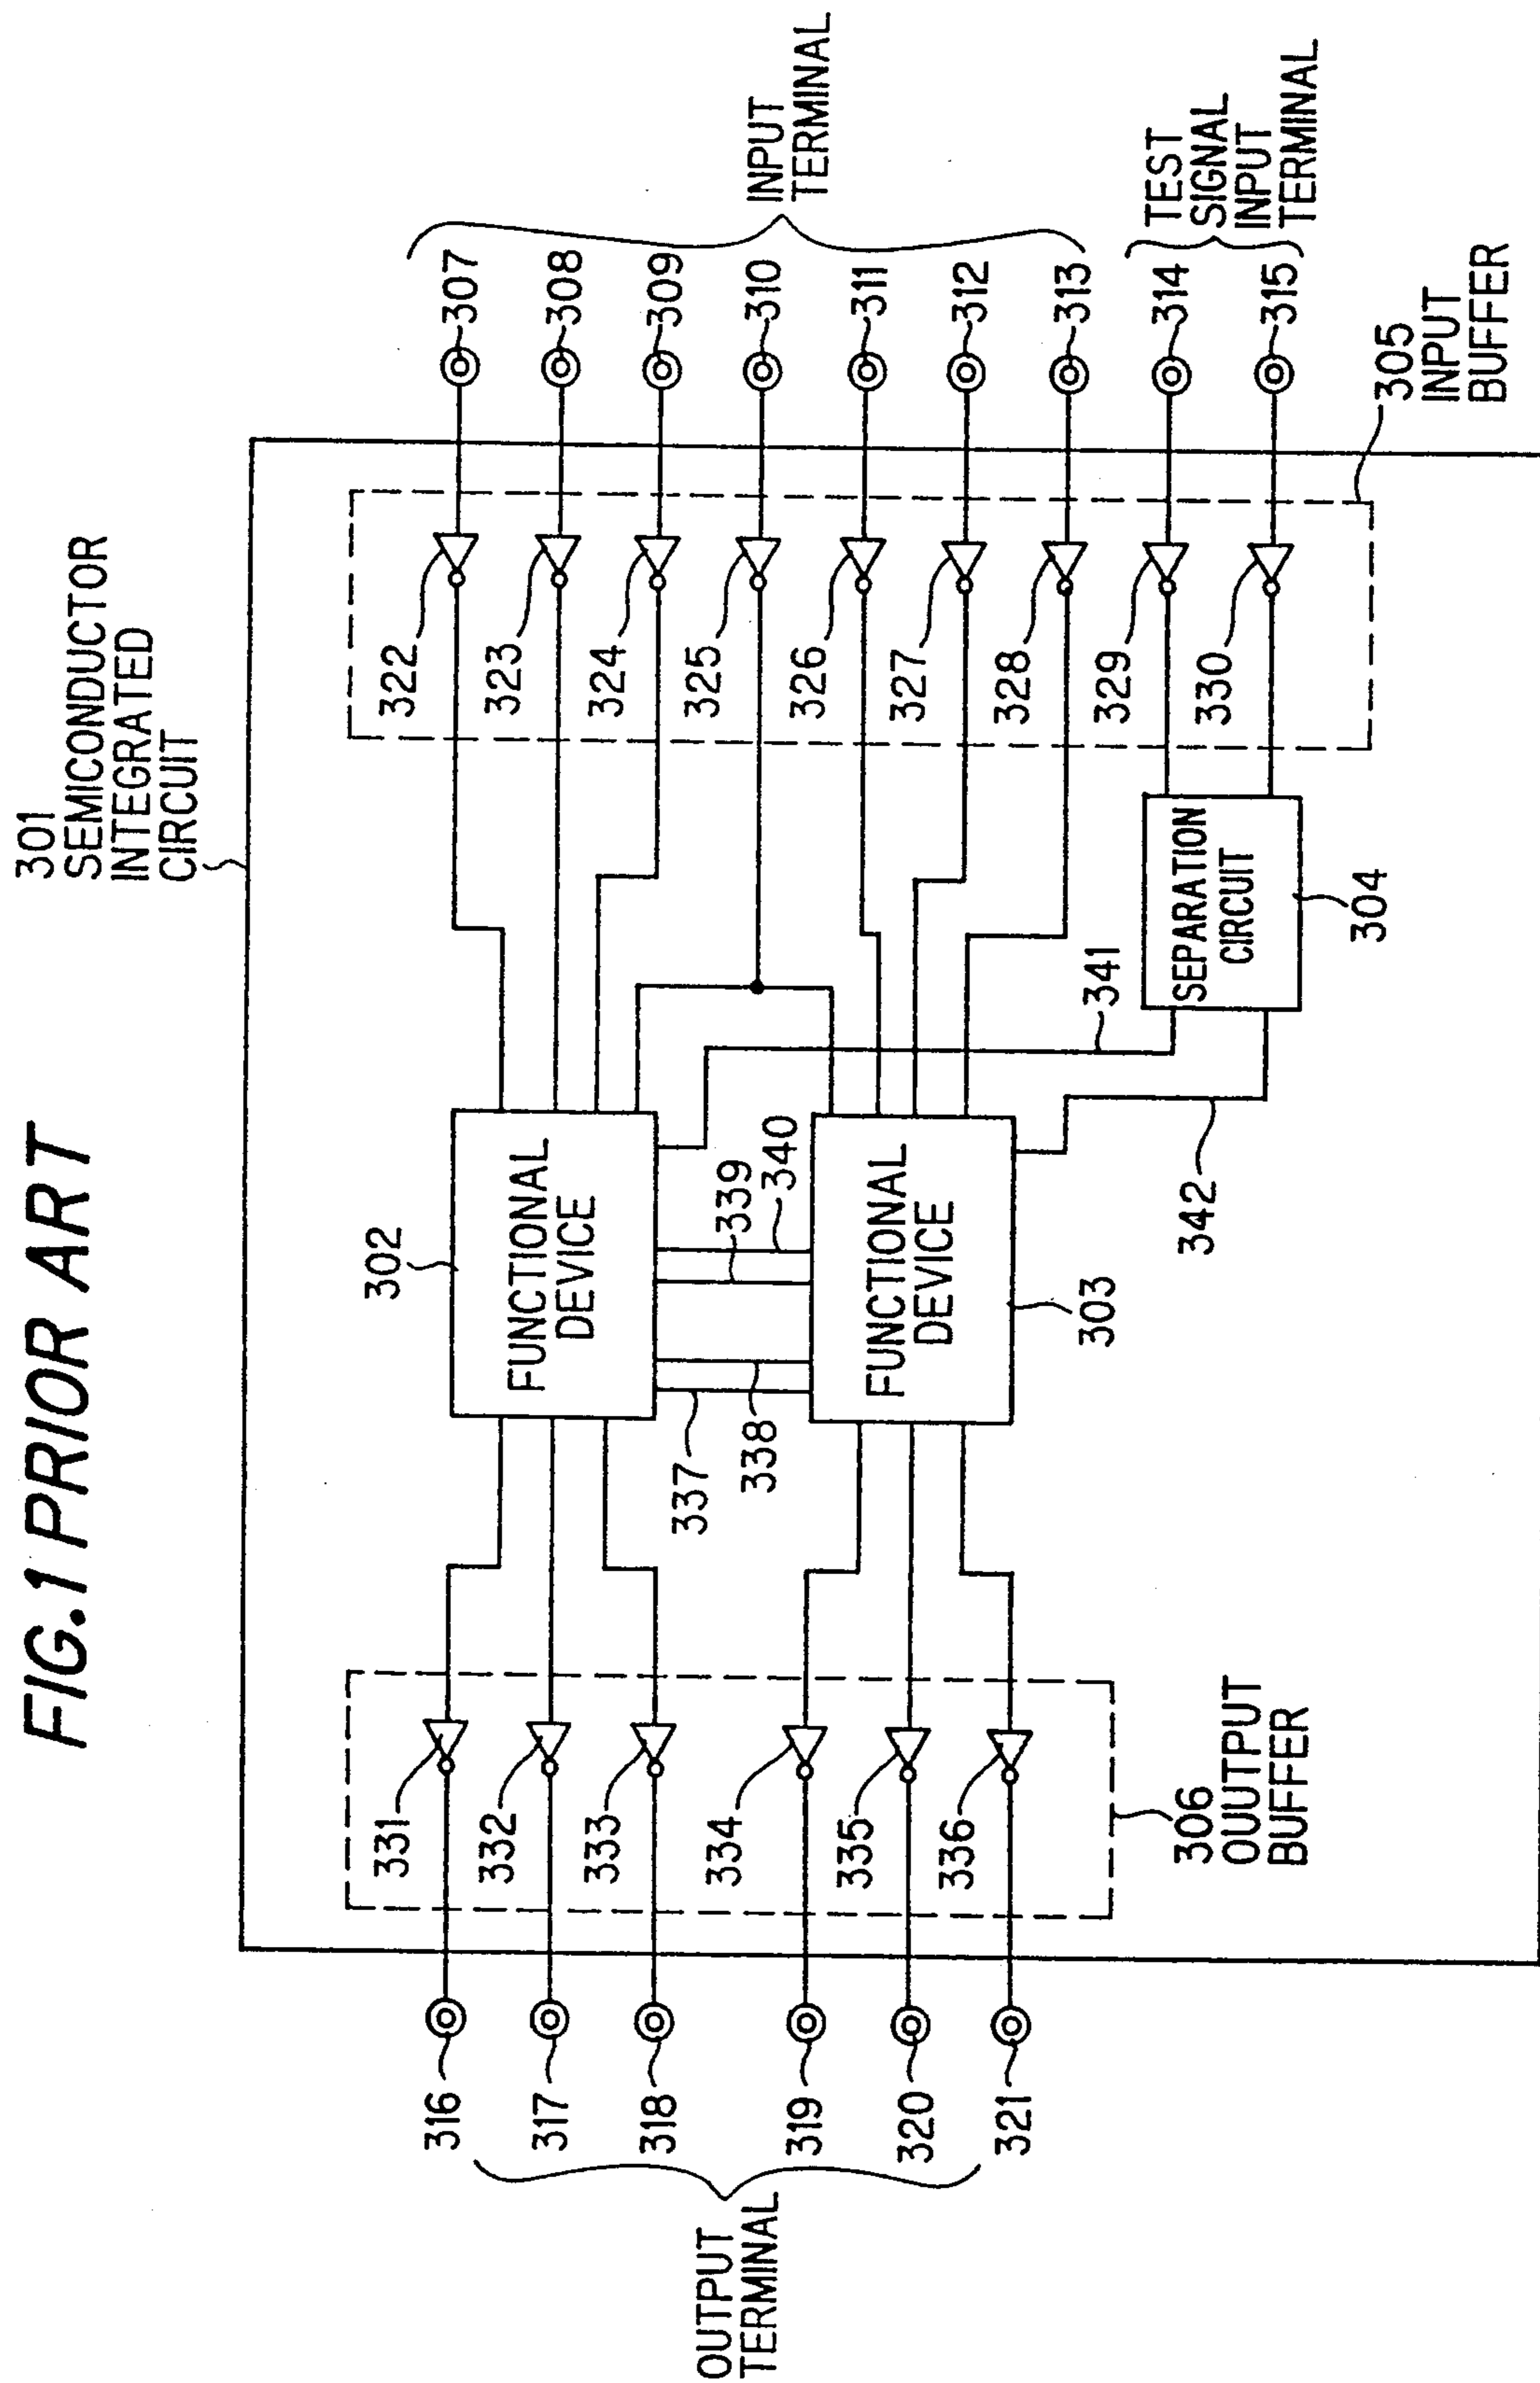 FIG.1 PRIOR ART
301
SEMICONDUCTOR
INTEGRATED
CIRCUIT
316
317
318
319
320
321
OUTPUT
TERMINAL
331
332
333
334
335
336
306
OUUTPUT
BUFFER
302
FUNCTIONAL
DEVICE
337
338
339
340
FUNCTIONAL
DEVICE
303
341
342
SEPARATION
CIRCUIT
304
322
323
324
325
326
327
328
329
330
305
INPUT
BUFFER
307
308
309
310
311
312
313
314
315
INPUT
TERMINAL
TEST
SIGNAL
INPUT
TERMINAL